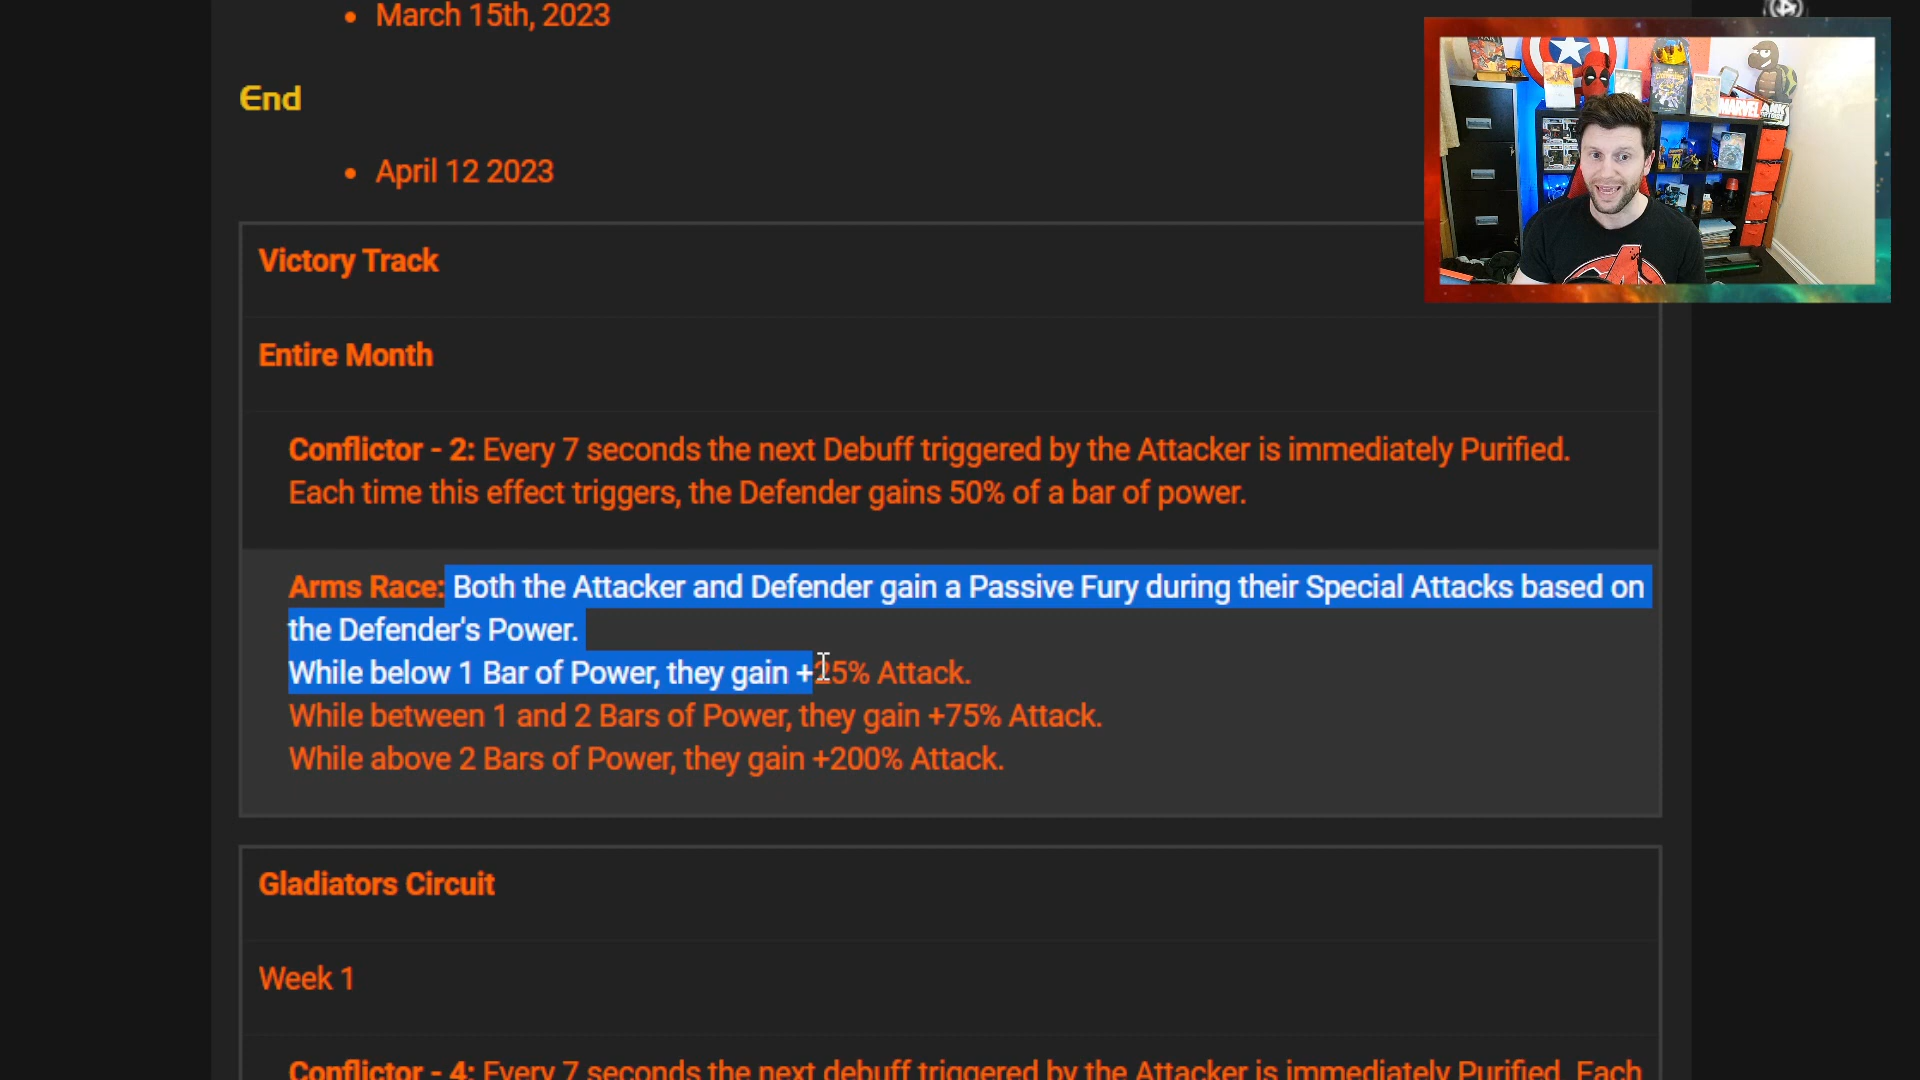 March 15th, 2023
End
April 12 2023
Victory Track
Entire Month
Conflictor - 2: Every 7 seconds the next Debuff triggered by the Attacker is immediately Purified.
Each time this effect triggers, the Defender gains 50% of a bar of power.
Arms Race: Both the Attacker and Defender gain a Passive Fury during their Special Attacks based on
the Defender's Power.
While below 1 Bar of Power, they gain +25% Attack.
While between 1 and 2 Bars of Power, they gain +75% Attack.
While above 2 Bars of Power, they gain +200% Attack.
Gladiators Circuit
Week 1
Conflictor - 4: Every 7 seconds the next debuff triggered by the Attacker is immediately Purified. Each
MARVEL